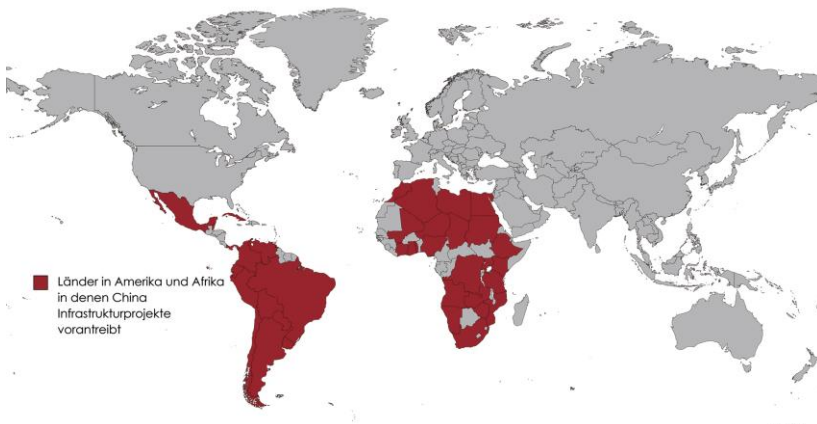 Länder in Amerika und Afrika
in denen China
Infrastrukturprojekte
vorantreibt